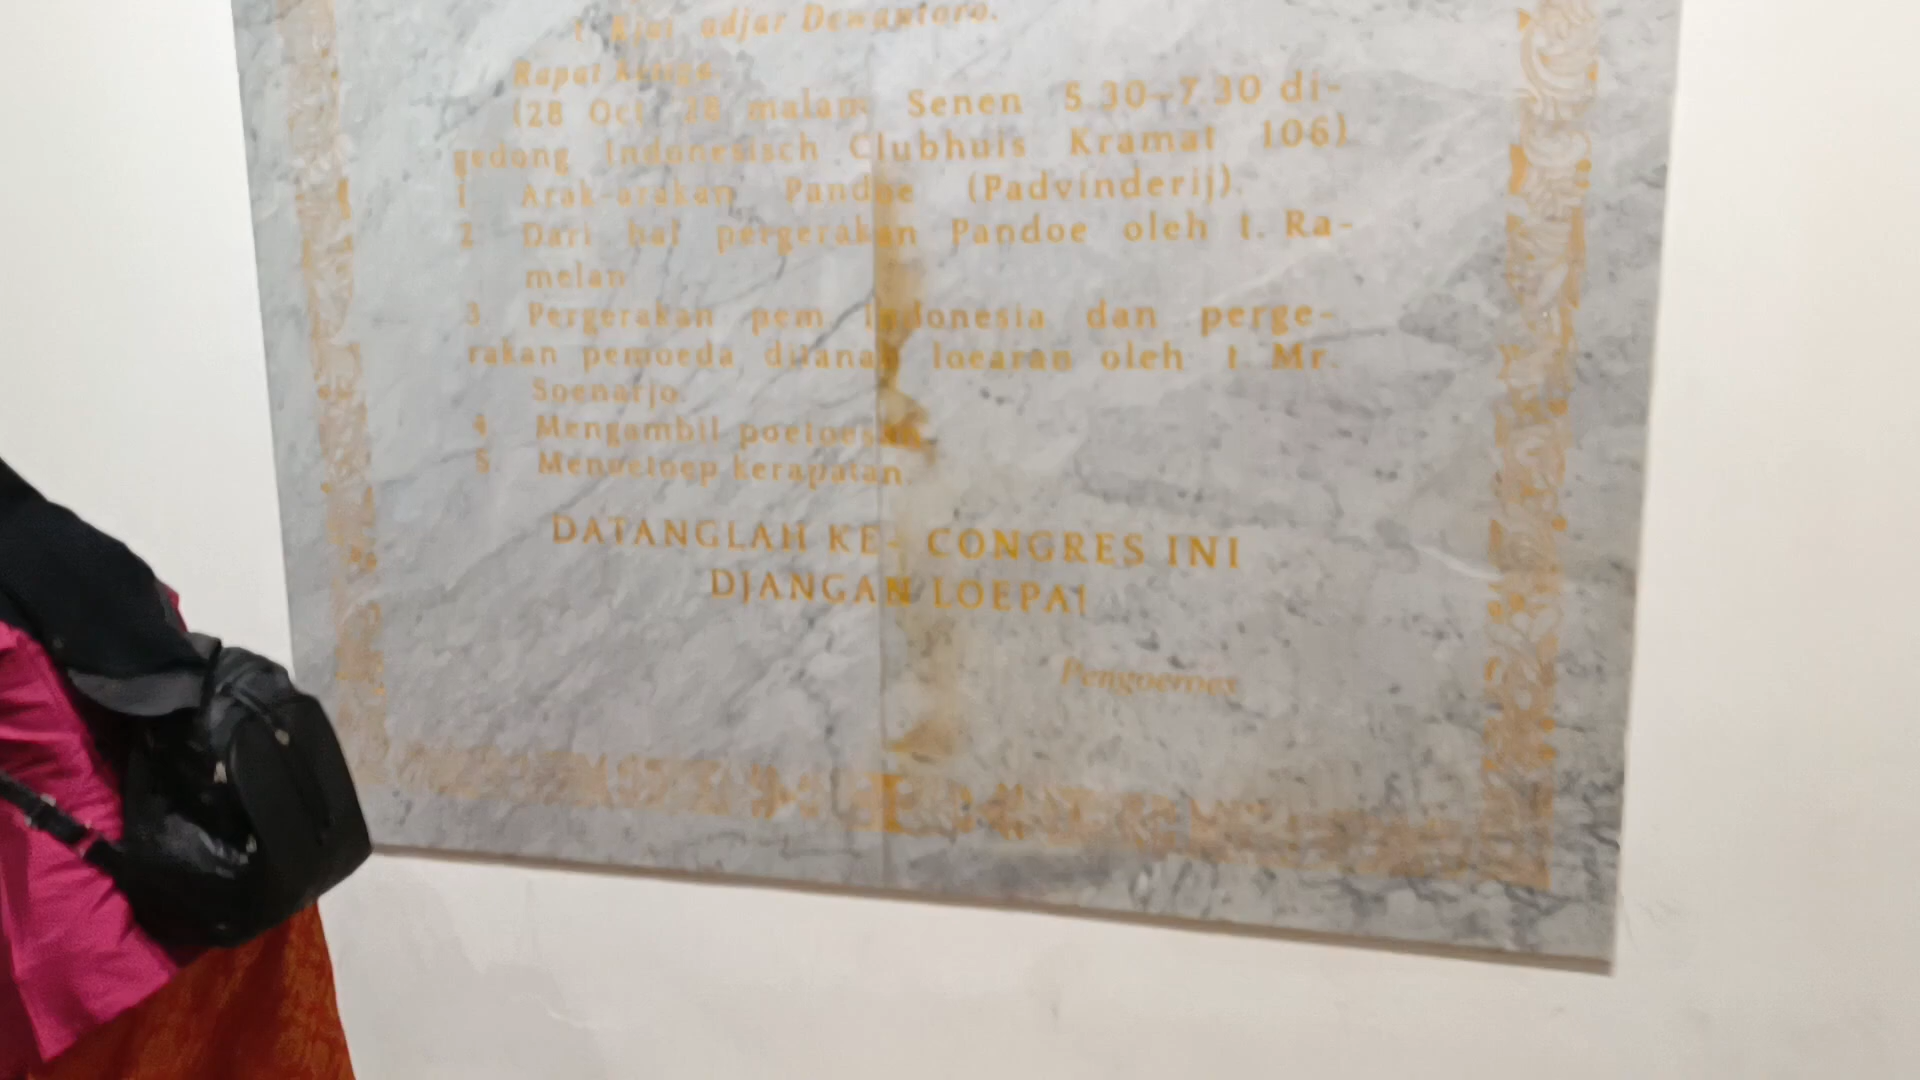 t. Kjai adjar Dewantoro.
Rapat Ketiga.
(28 Oct. 28 malam Senen 5.30-7.30 di-
gedong Indonesisch Clubhuis Kramat 106)
1. Arak-arakan Pandoe (Padvinderij).
2. Dari hal pergerakan Pandoe oleh t. Ra-
melan
3. Pergerakan pem. Indonesia dan perge-
rakan pemoeda ditanah loearan oleh t. Mr.
Soenarjo.
4. Mengambil poetoesan.
5. Menoetoep kerapatan.
DATANGLAH KE- CONGRES INI
DJANGAN LOEPA!
Pengoeroes